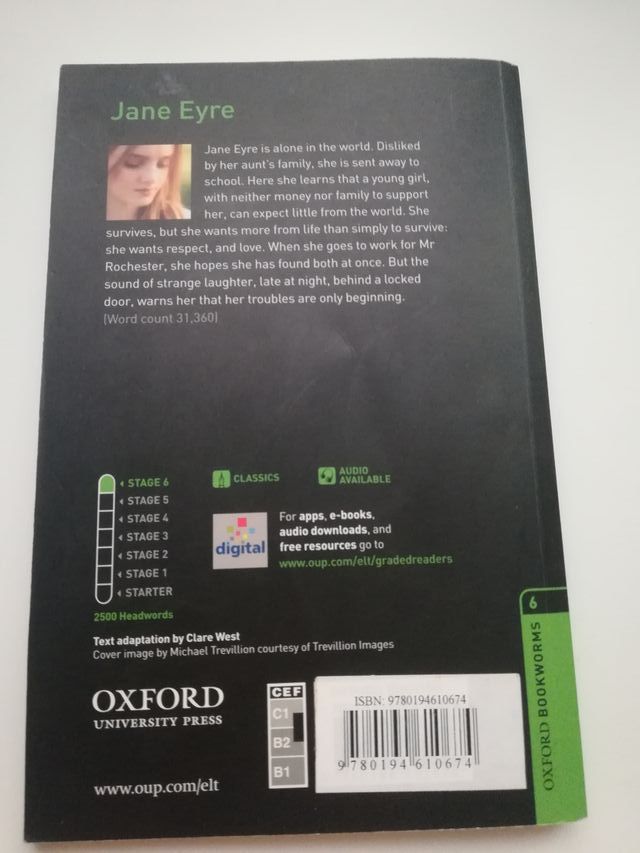 Jane Eyre
Jane Eyre is alone in the world. Disliked
by her aunt's family, she is sent away to
school. Here she learns that a young girl,
with neither money nor family to support
her, can expect little from the world. She
survives, but she wants more from life than simply to survive:
she wants respect, and love. When she goes to work for Mr
Rochester, she hopes she has found both at once. But the
sound of strange laughter, late at night, behind a locked
door, warns her that her troubles are only beginning.
(Word count 31,360)
STAGE 6
STAGE 5
STAGE 4
STAGE 3
STAGE 2
STAGE 1
STARTER
2500 Headwords
CLASSICS
AUDIO
AVAILABLE
digital
For apps, e-books,
audio downloads, and
free resources go to
www.oup.com/elt/gradedreaders
Text adaptation by Clare West
Cover image by Michael Trevillion courtesy of Trevillion Images
OXFORD
UNIVERSITY PRESS
www.oup.com/elt
CEF
C1
B2
B1
ISBN: 9780194610674
9 780194 610674
6
OXFORD BOOKWORMS